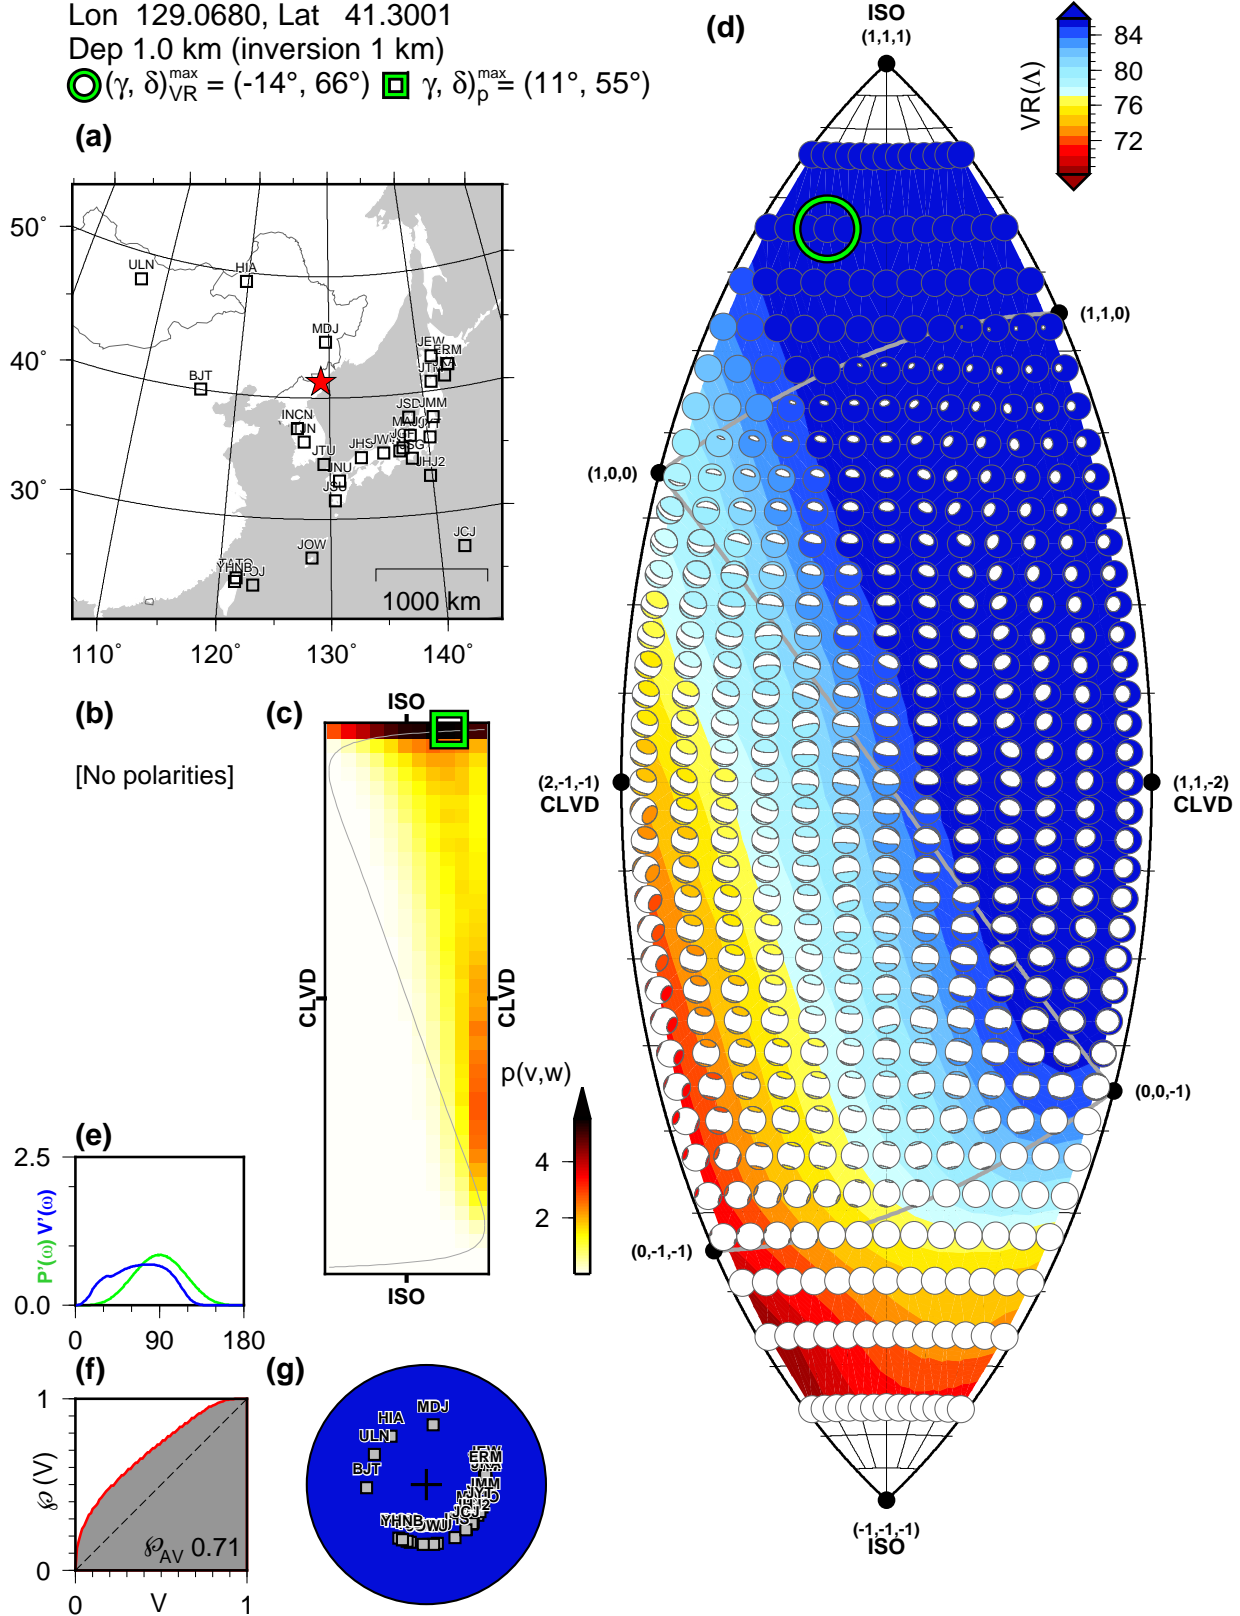 Lon 129.0680, Lat 41.3001
Dep 1.0 km (inversion 1 km)
(γ, δ)max VR = (-14°, 66°) γ, δ)max p = (11°, 55°)
(a)
50˚
40˚
30˚
110˚ 120˚ 130˚ 140˚
ULN
HIA
MDJ
BJT
JEW
ERM
INCN
JSD
JMM
JTU
JHS
JHJ2
JNU
JSU
JOW
JCJ
YHNB
1000 km
(b)
[No polarities]
(c)
ISO
CLVD
CLVD
ISO
p(v,w)
4
2
(d)
ISO
(1,1,1)
VR(Λ)
84
80
76
72
(1,1,0)
(1,0,0)
(2,-1,-1)
CLVD
(1,1,-2)
CLVD
(0,0,-1)
(0,-1,-1)
(-1,-1,-1)
ISO
(e)
2.5
0.0
P'(ω) V'(ω)
0 90 180
(f)
1
0
℘ (V)
℘AV 0.71
0 V 1
(g)
MDJ
HIA
ULN
BJT
ERM
JMM
JCJ
YHNB